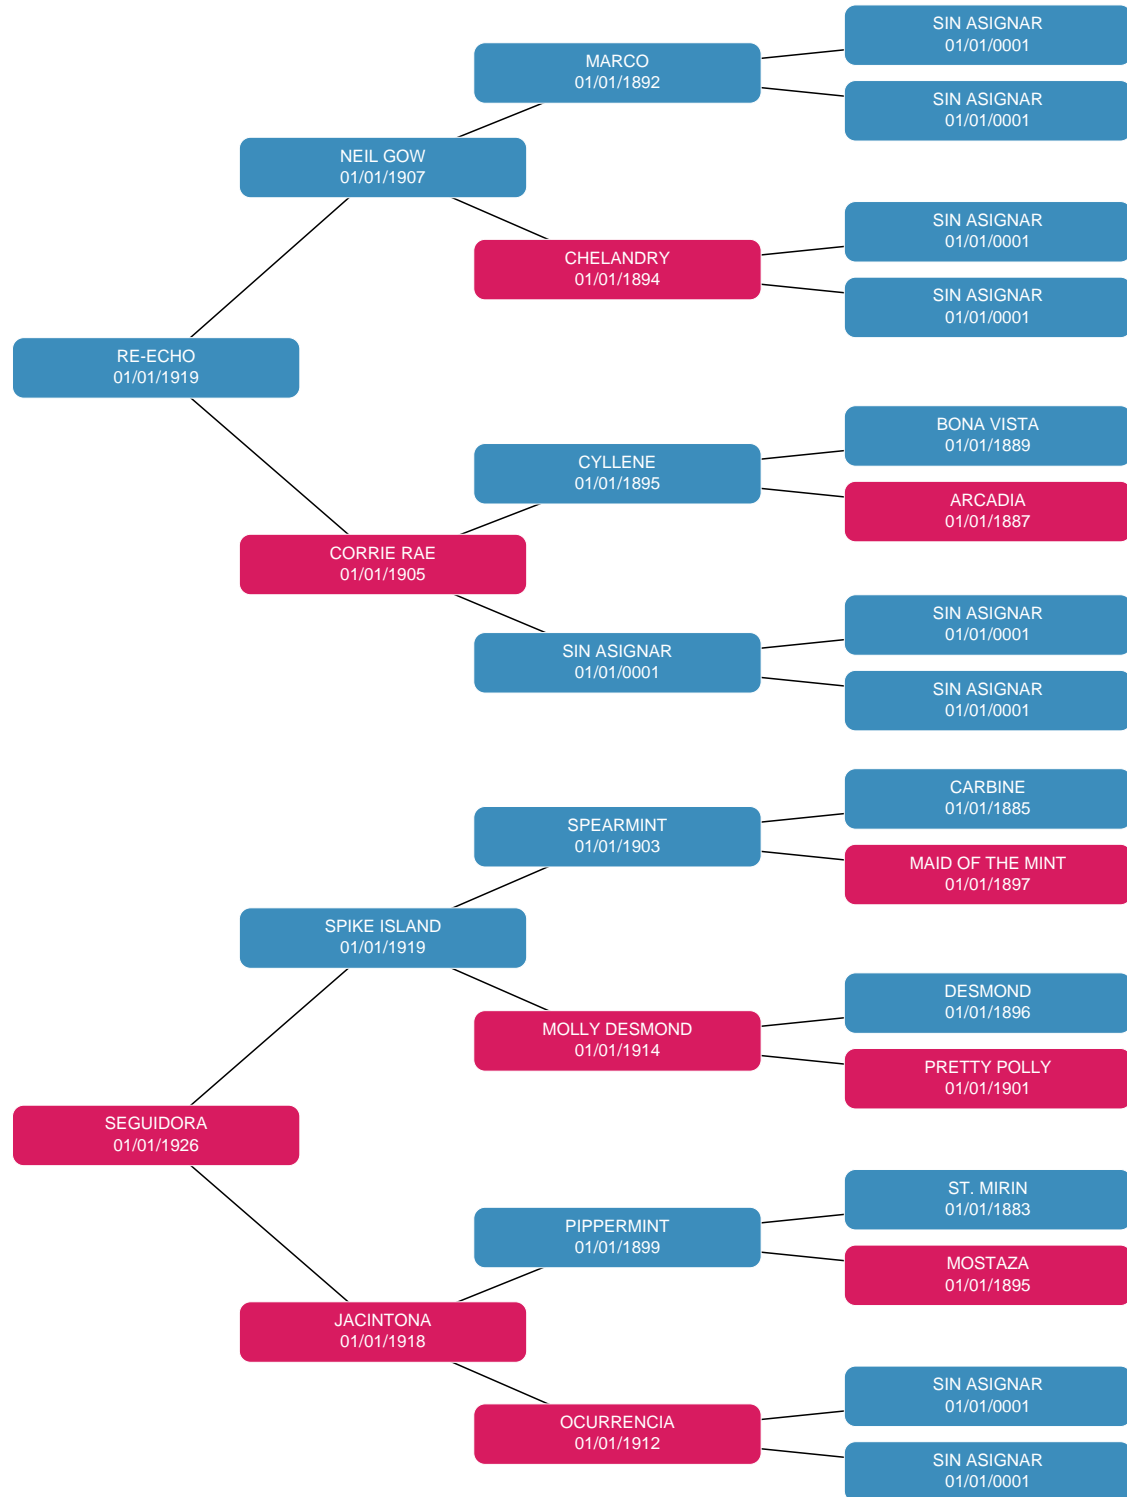 SIN ASIGNAR
01/01/0001
MARCO
01/01/1892
SIN ASIGNAR
01/01/0001
NEIL GOW
01/01/1907
SIN ASIGNAR
01/01/0001
CHELANDRY
01/01/1894
SIN ASIGNAR
01/01/0001
RE-ECHO
01/01/1919
BONA VISTA
01/01/1889
CYLLENE
01/01/1895
ARCADIA
01/01/1887
CORRIE RAE
01/01/1905
SIN ASIGNAR
01/01/0001
SIN ASIGNAR
01/01/0001
SIN ASIGNAR
01/01/0001
CARBINE
01/01/1885
SPEARMINT
01/01/1903
MAID OF THE MINT
01/01/1897
SPIKE ISLAND
01/01/1919
DESMOND
01/01/1896
MOLLY DESMOND
01/01/1914
PRETTY POLLY
01/01/1901
SEGUIDORA
01/01/1926
ST. MIRIN
01/01/1883
PIPPERMINT
01/01/1899
MOSTAZA
01/01/1895
JACINTONA
01/01/1918
SIN ASIGNAR
01/01/0001
OCURRENCIA
01/01/1912
SIN ASIGNAR
01/01/0001